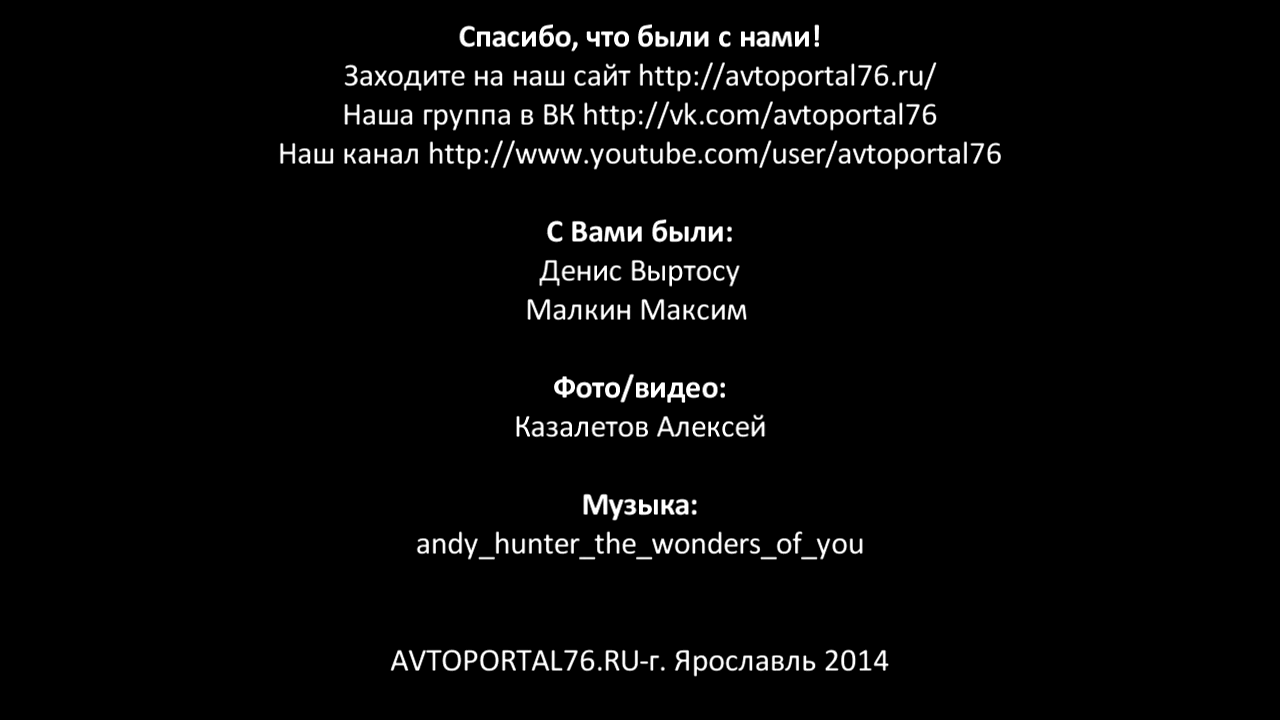 Спасибо, что были с нами!
Заходите на наш сайт http://avtoportal76.ru/
Наша группа в ВК http://vk.com/avtoportal76
Наш канал http://www.youtube.com/user/avtoportal76
С Вами были:
Денис Выртосу
Малкин Максим
Фото/видео:
Казалетов Алексей
Музыка:
andy_hunter_the_wonders_of_you
AVTOPORTAL76.RU-г. Ярославль 2014